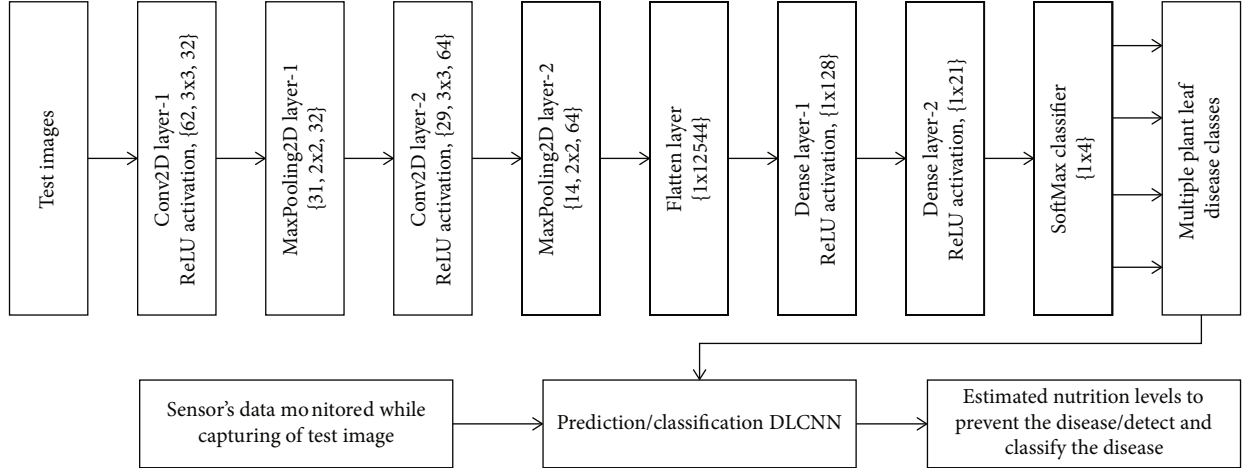 Test images
Conv2D layer-1
ReLU activation, {62, 3x3, 32}
MaxPooling2D layer-1
{31, 2x2, 32}
Conv2D layer-2
ReLU activation, {29, 3x3, 64}
MaxPooling2D layer-2
{14, 2x2, 64}
Flatten layer
{1x12544}
Dense layer-1
ReLU activation, {1x128}
Dense layer-2
ReLU activation, {1x21}
SoftMax classifier
{1x4}
Multiple plant leaf
disease classes
Sensor's data monitored while
capturing of test image
Prediction/classification DLCNN
Estimated nutrition levels to
prevent the disease/detect and
classify the disease